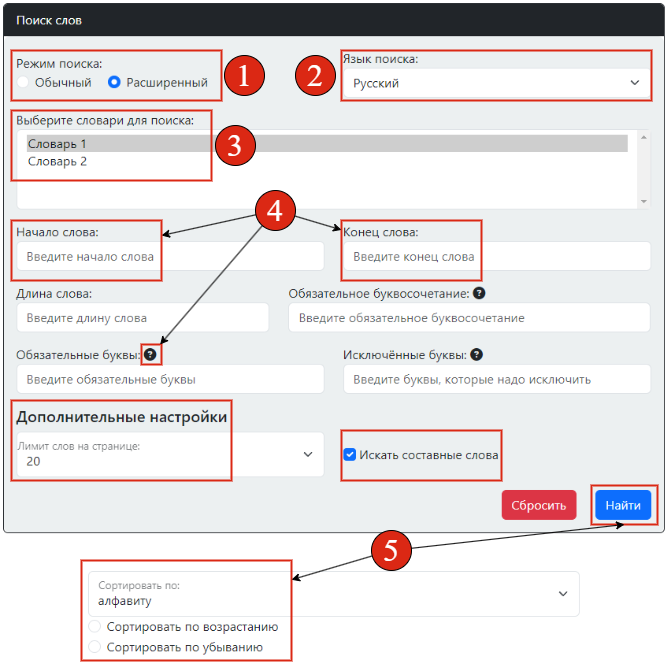 Поиск слов
Режим поиска:
Обычный Расширенный
1
2
Язык поиска:
Русский
Выберите словари для поиска:
Словарь 1
Словарь 2
3
4
Начало слова:
Введите начало слова
Конец слова:
Введите конец слова
Длина слова:
Введите длину слова
Обязательное буквосочетание: ?
Введите обязательное буквосочетание
Обязательные буквы: ?
Введите обязательные буквы
Исключённые буквы: ?
Введите буквы, которые надо исключить
Дополнительные настройки
Лимит слов на странице:
20
Искать составные слова
Сбросить
Найти
5
Сортировать по:
алфавиту
Сортировать по возрастанию
Сортировать по убыванию